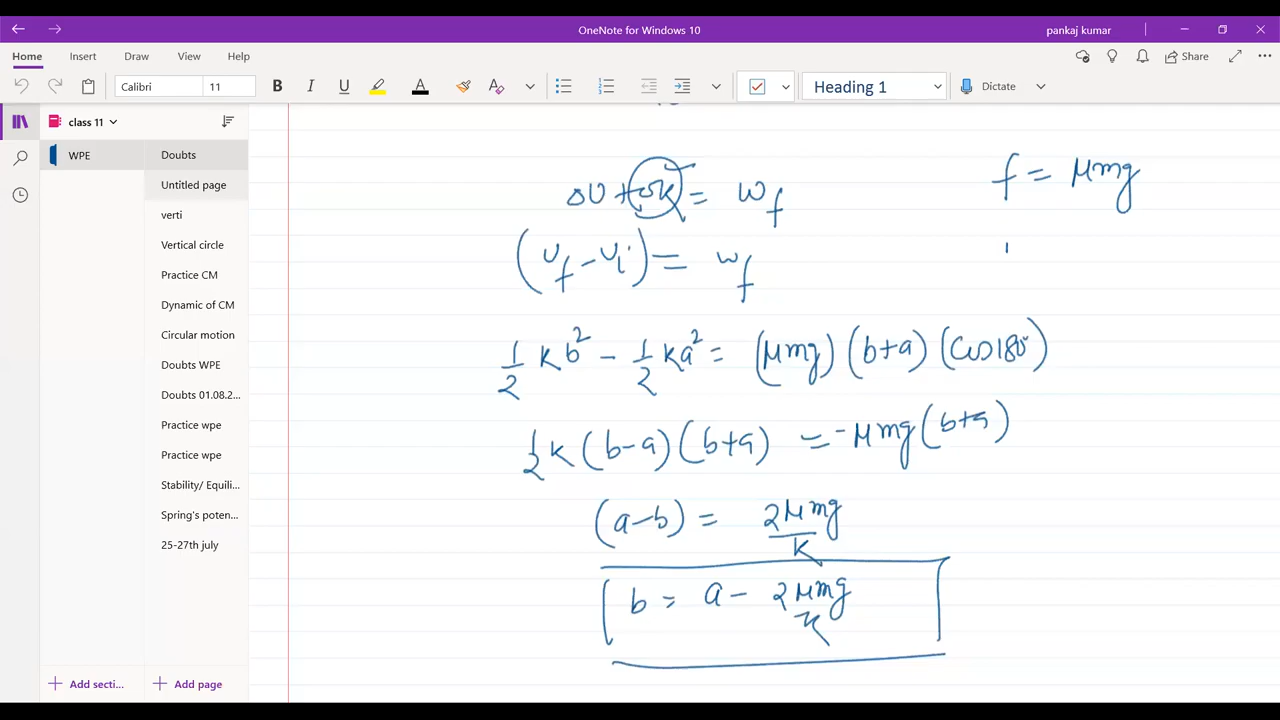 OneNote for Windows 10
pankaj kumar
Home Insert Draw View Help
Share
Calibri 11 B I U A Heading 1 Dictate
class 11
WPE
Doubts
Untitled page
verti
Vertical circle
Practice CM
Dynamic of CM
Circular motion
Doubts WPE
Doubts 01.08.2...
Practice wpe
Practice wpe
Stability/ Equili...
Spring's poten...
25-27th july
+ Add secti...
+ Add page
ΔU + ΔK = W_f
f = μmg
(U_f - U_i) = W_f
1/2 K b² - 1/2 K a² = (μmg) (b+a) (Cos180°)
1/2 K (b-a) (b+a) = -μmg (b+a)
(a-b) = 2μmg/K
b = a - 2μmg/K